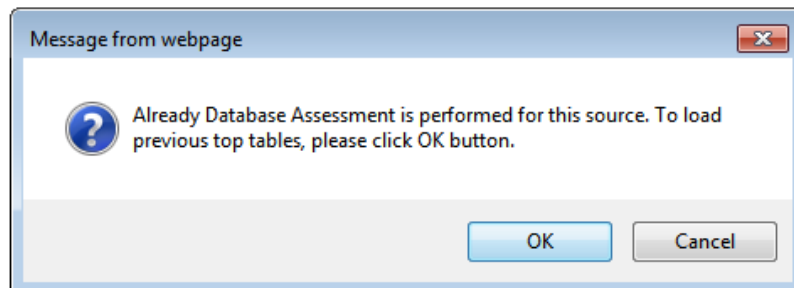 Message from webpage
Already Database Assessment is performed for this source. To load
previous top tables, please click OK button.
OK
Cancel